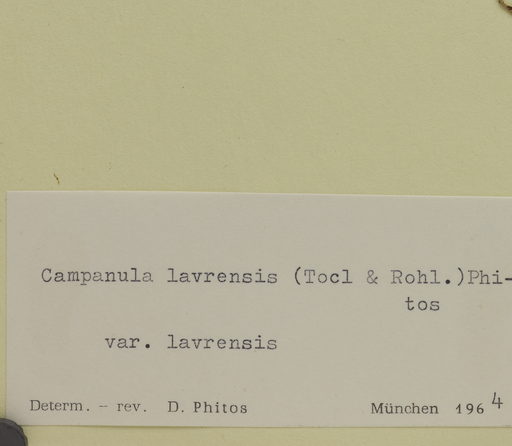 Campanula lavrensis (Tocl & Rohl.)Phi-
tos
var. lavrensis
Determ. – rev. D. Phitos München 1964